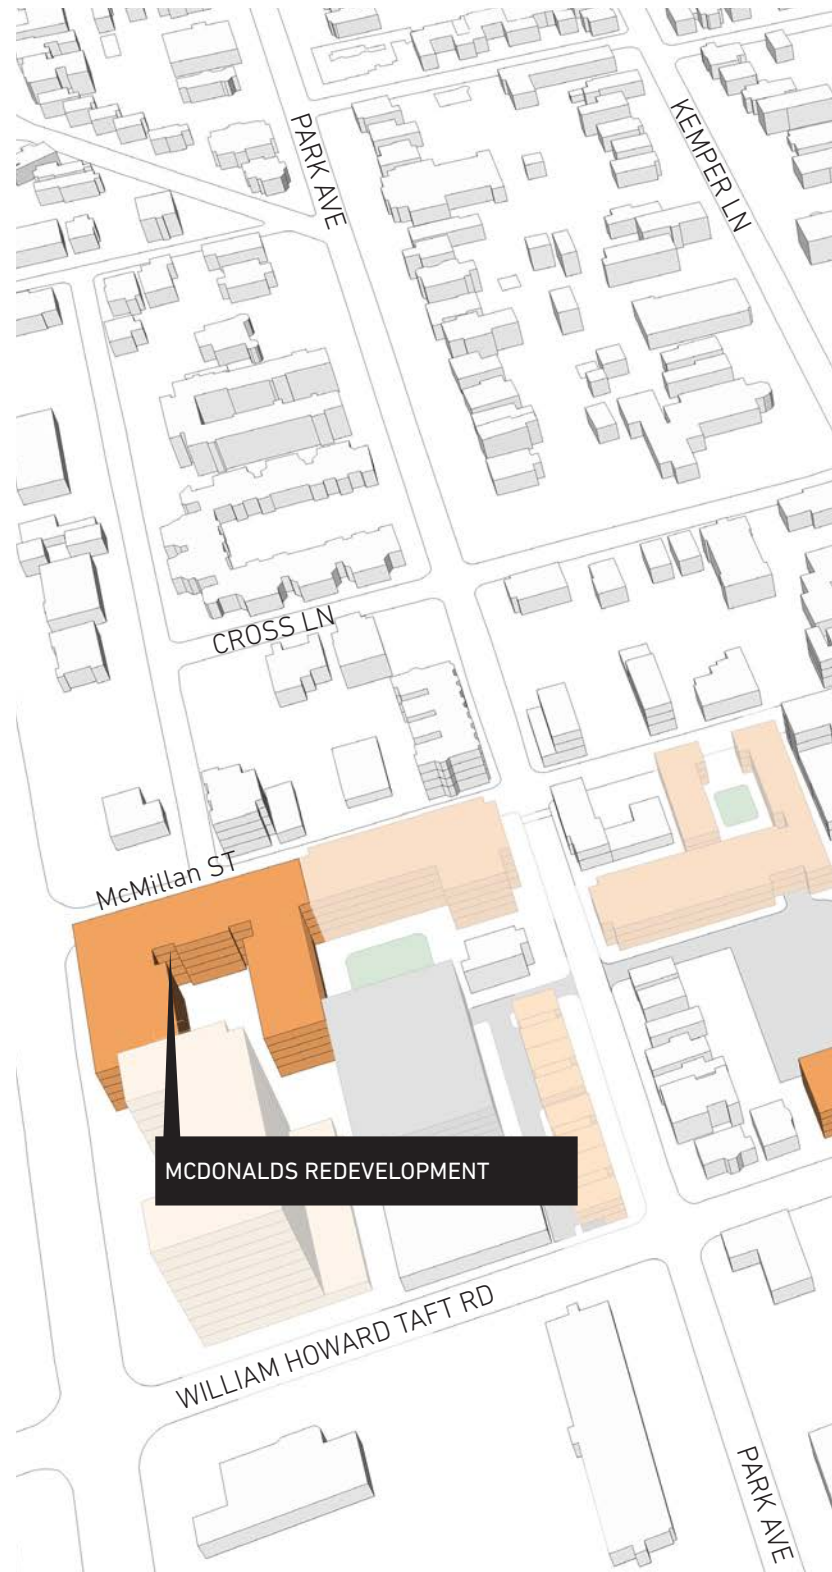 PARK AVE
KEMPER LN
CROSS LN
McMillan ST
MCDONALDS REDEVELOPMENT
WILLIAM HOWARD TAFT RD
PARK AVE